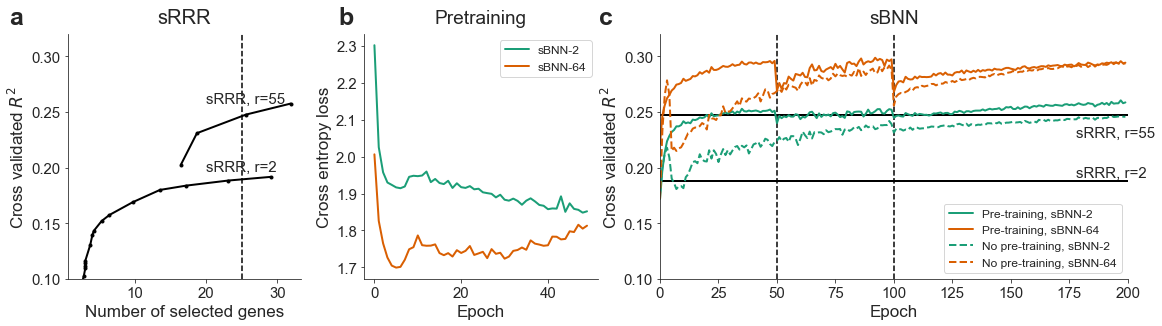 a
sRRR
Cross validated R²
0.30
0.25
0.20
0.15
0.10
sRRR, r=55
sRRR, r=2
10
20
30
Number of selected genes
b
Pretraining
Cross entropy loss
2.3
2.2
2.1
2.0
1.9
1.8
1.7
sBNN-2
sBNN-64
0
20
40
Epoch
c
sBNN
Cross validated R²
0.30
0.25
0.20
0.15
0.10
sRRR, r=55
sRRR, r=2
Pre-training, sBNN-2
Pre-training, sBNN-64
No pre-training, sBNN-2
No pre-training, sBNN-64
0
25
50
75
100
125
150
175
200
Epoch